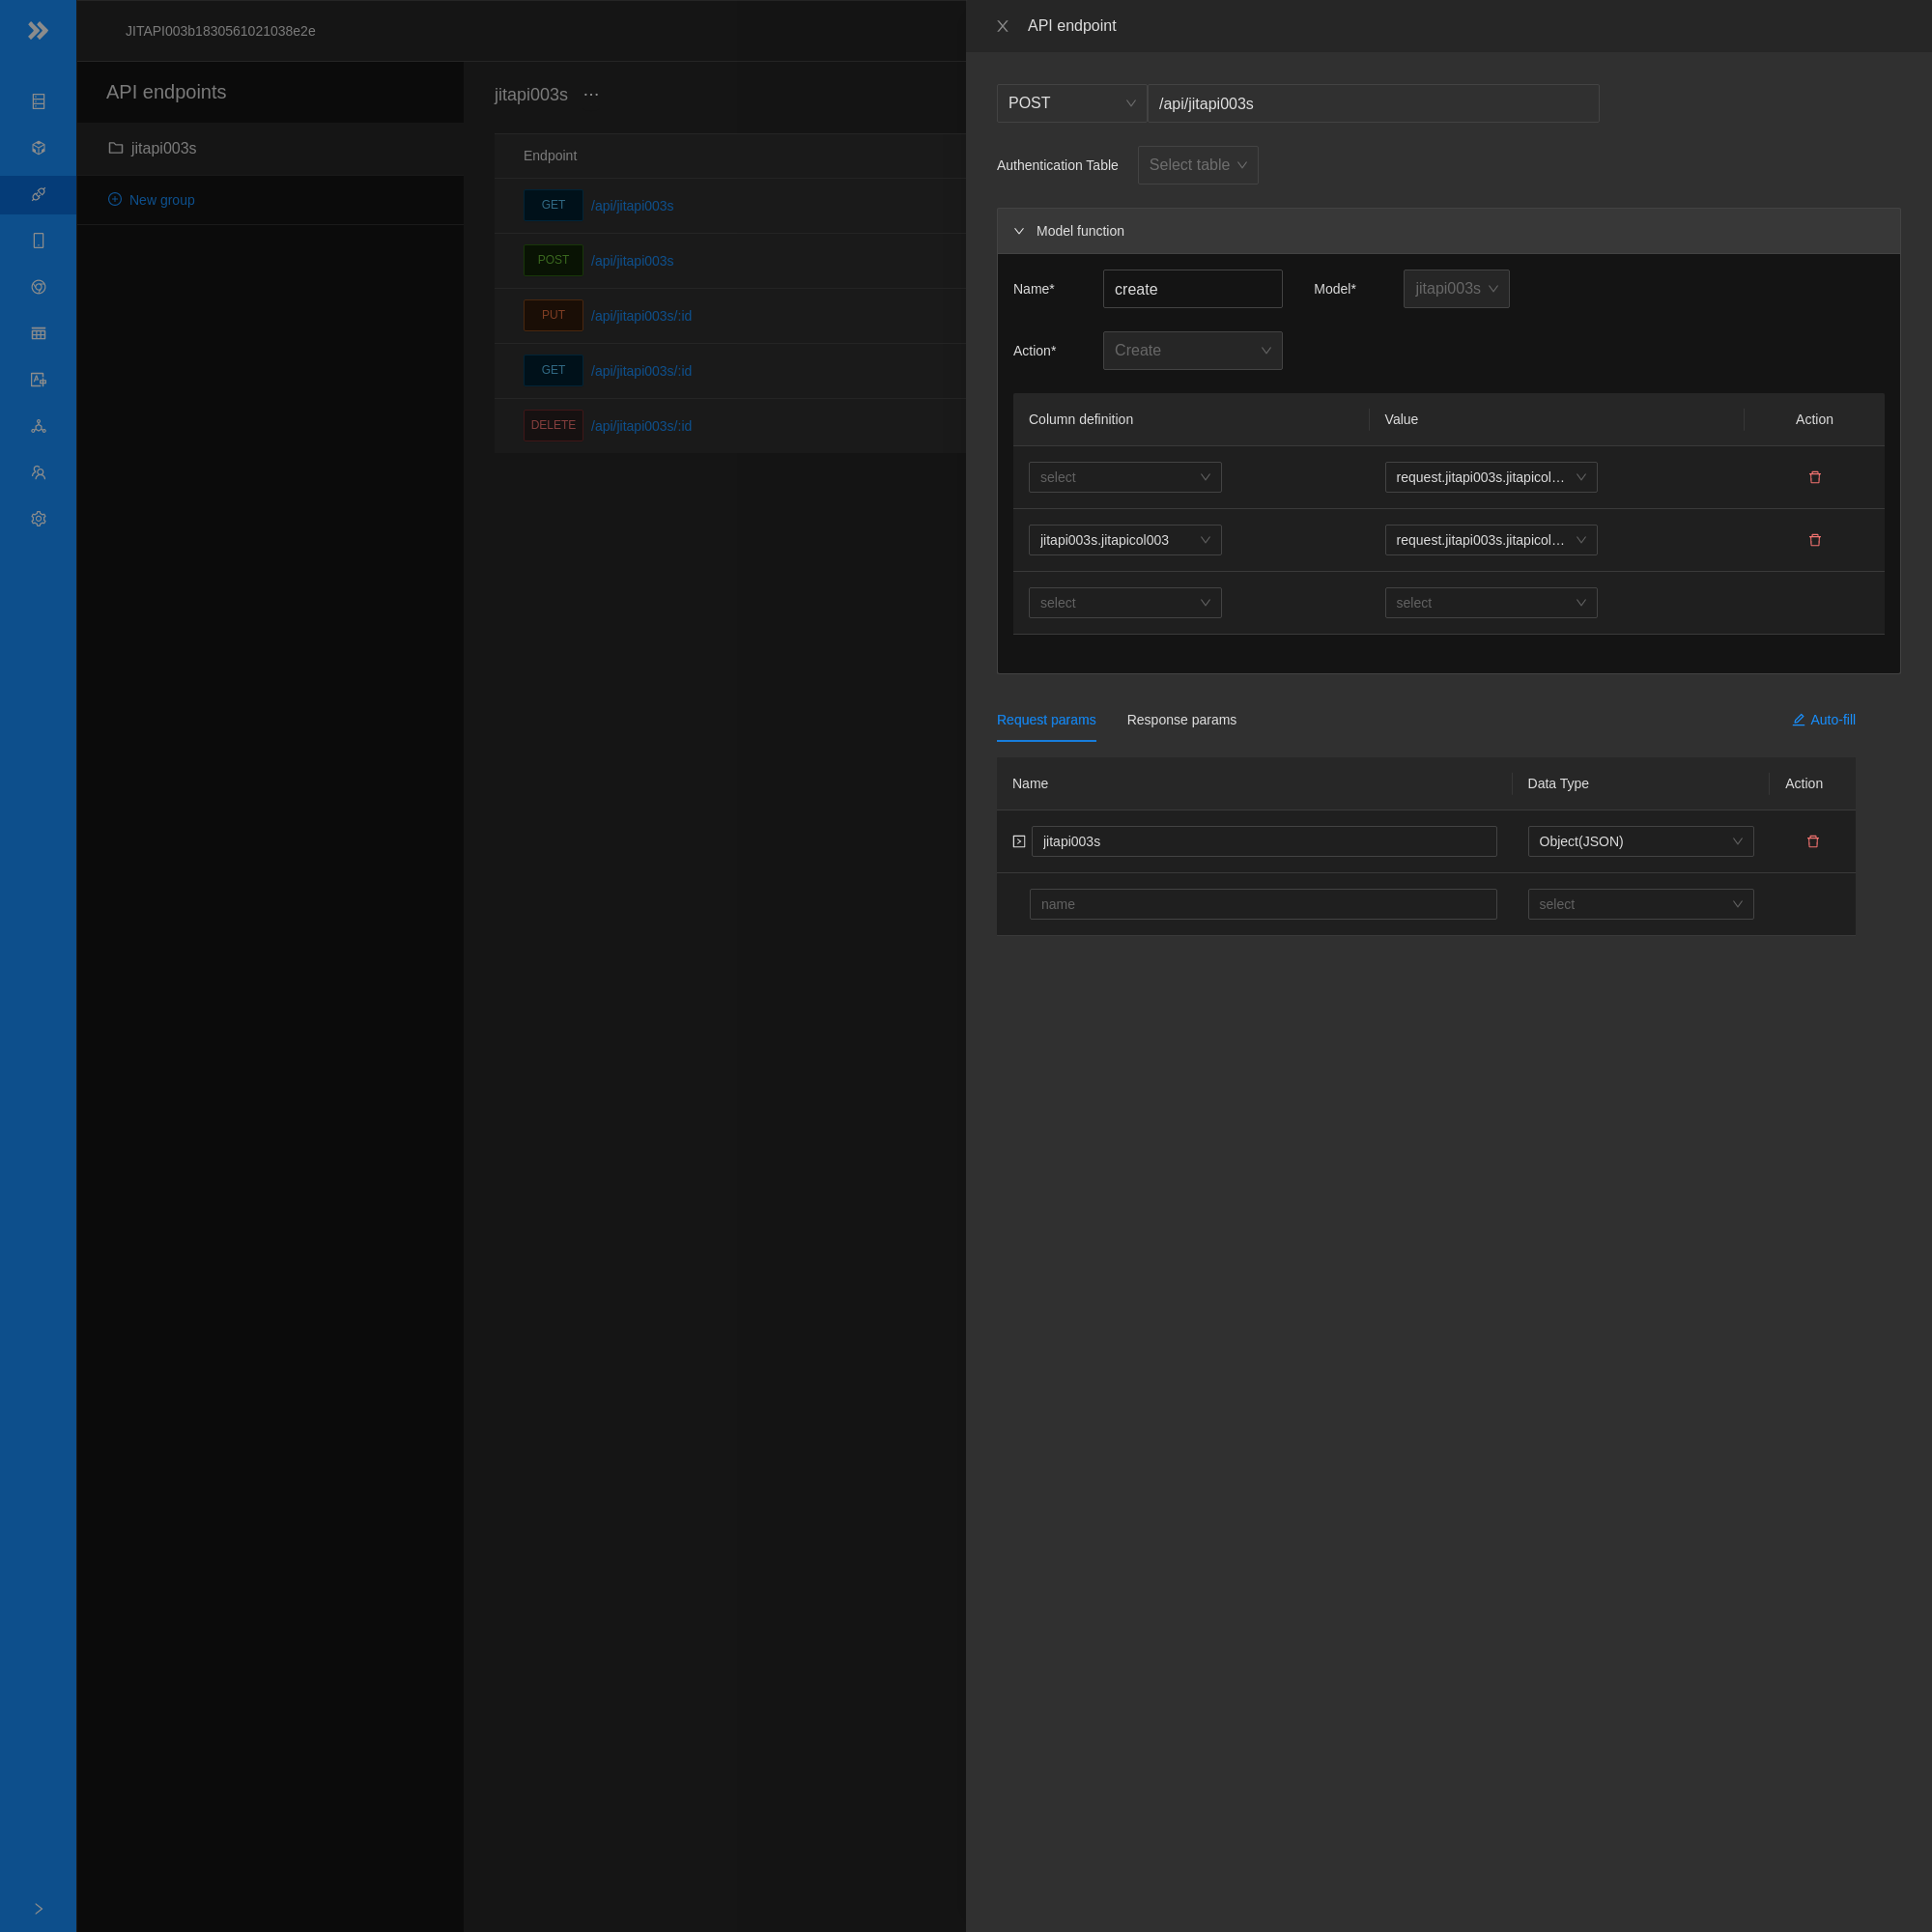 JITAPI003b1830561021038e2e
API endpoints
jitapi003s
New group
jitapi003s ···
Endpoint
GET /api/jitapi003s
POST /api/jitapi003s
PUT /api/jitapi003s/:id
GET /api/jitapi003s/:id
DELETE /api/jitapi003s/:id
API endpoint
POST /api/jitapi003s
Authentication Table Select table
Model function
Name* create Model* jitapi003s
Action* Create
Column definition Value Action
select request.jitapi003s.jitapicol…
jitapi003s.jitapicol003 request.jitapi003s.jitapicol…
select select
Request params Response params Auto-fill
Name Data Type Action
jitapi003s Object(JSON)
name select